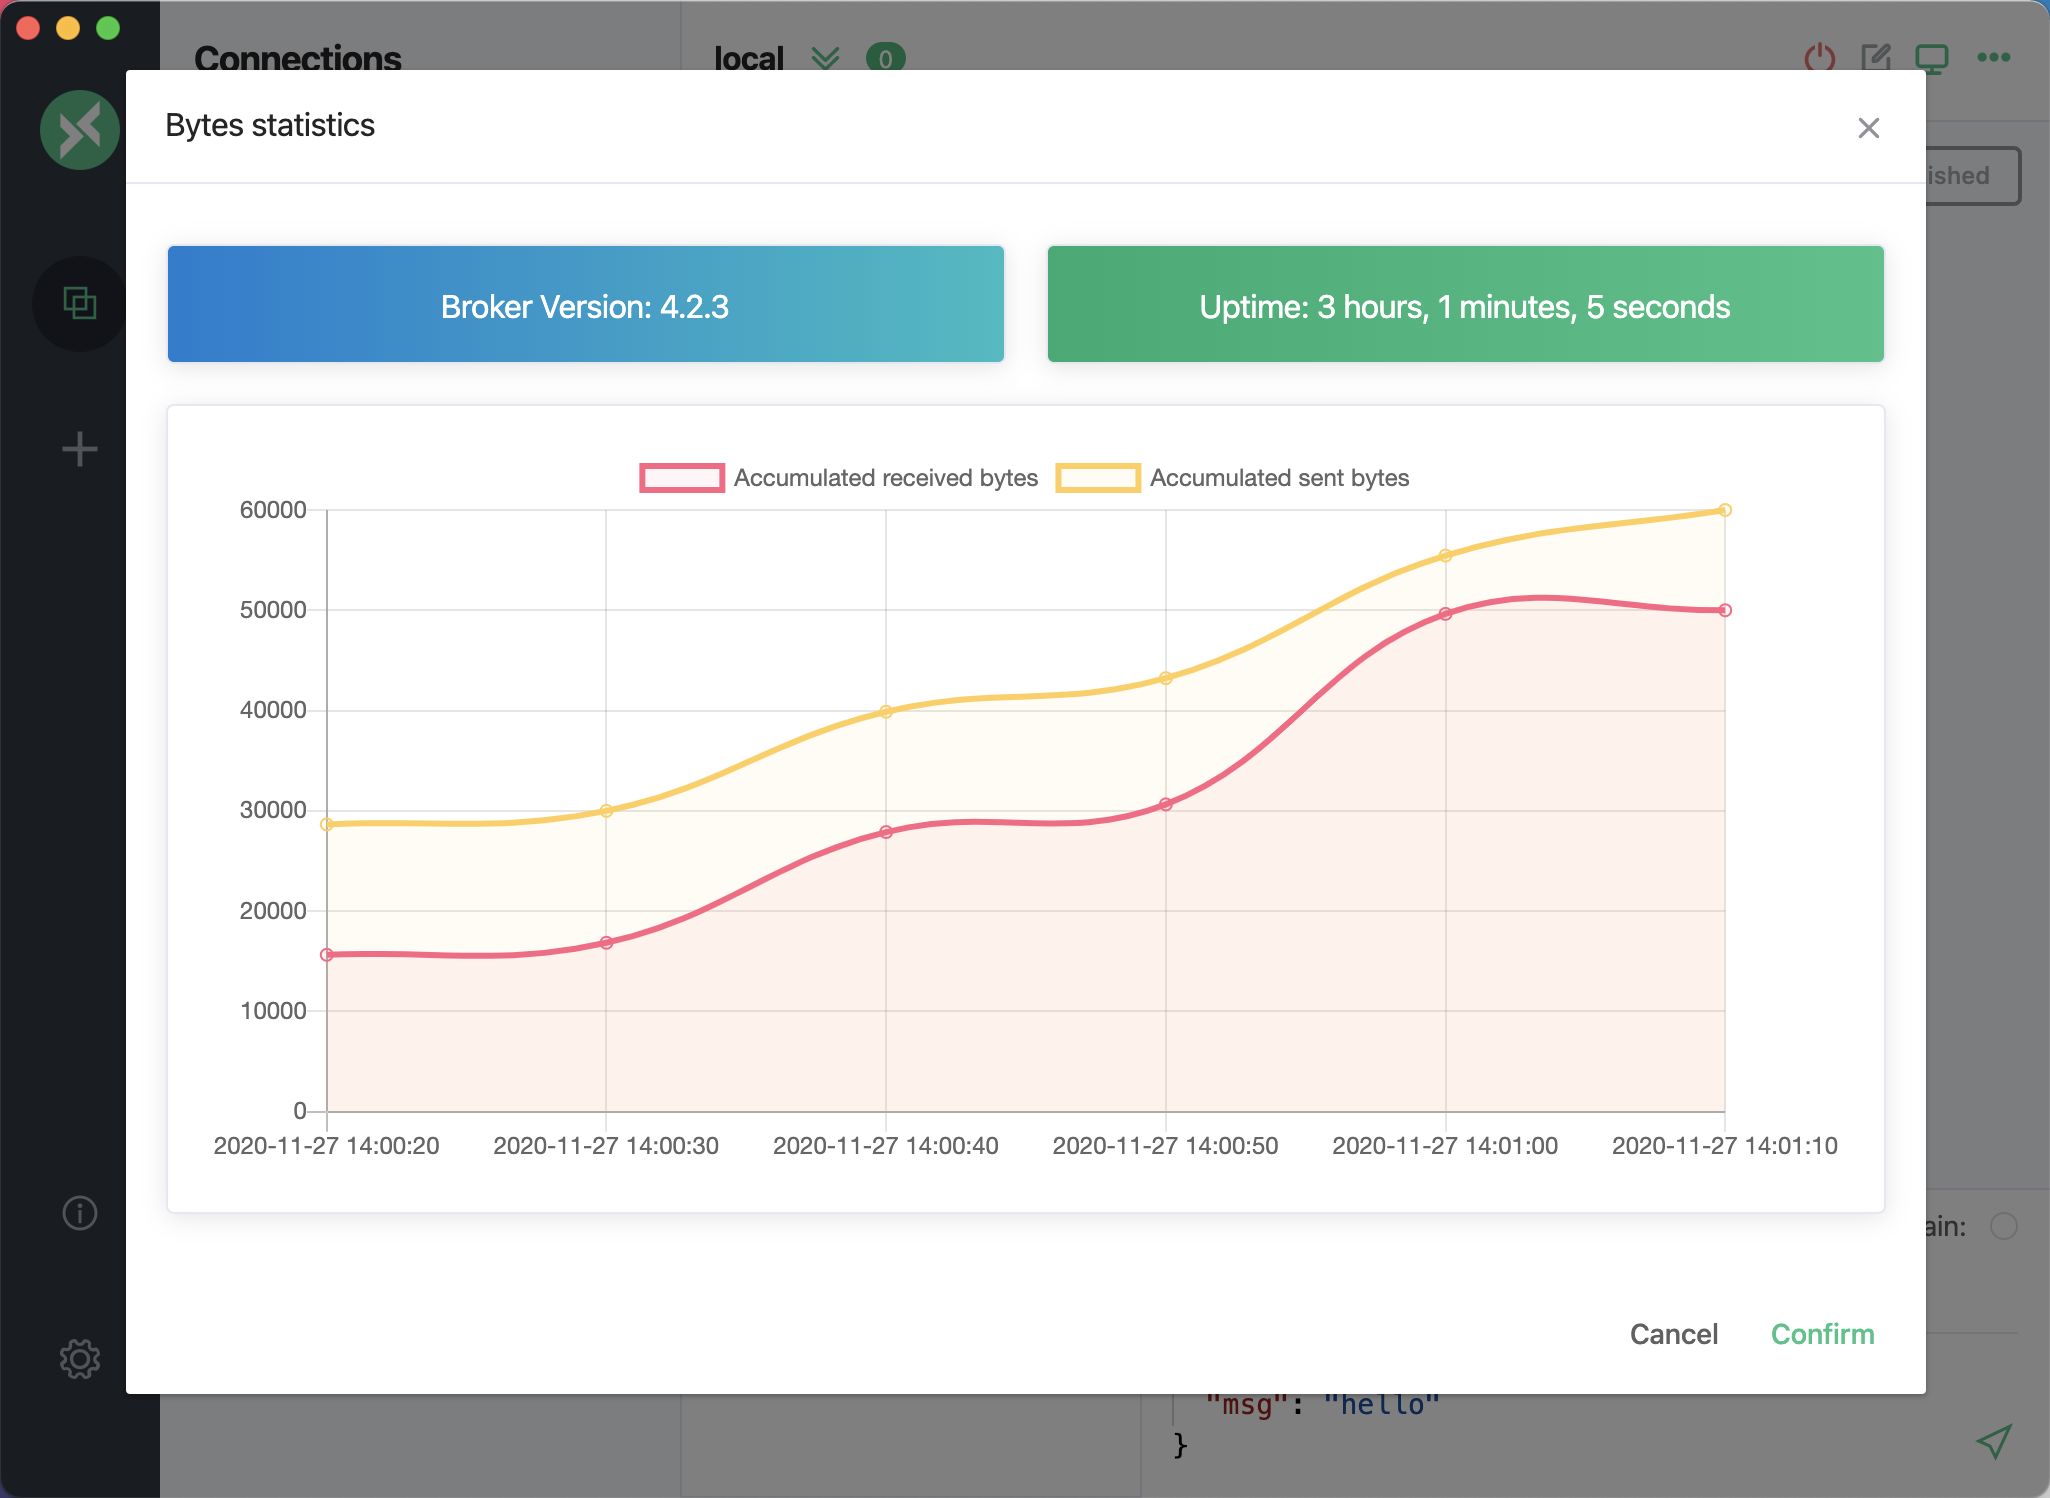 Connections
local
0
Bytes statistics
Broker Version: 4.2.3
Uptime: 3 hours, 1 minutes, 5 seconds
Accumulated received bytes
Accumulated sent bytes
60000
50000
40000
30000
20000
10000
0
2020-11-27 14:00:20
2020-11-27 14:00:30
2020-11-27 14:00:40
2020-11-27 14:00:50
2020-11-27 14:01:00
2020-11-27 14:01:10
Cancel
Confirm
"msg": "hello"
}